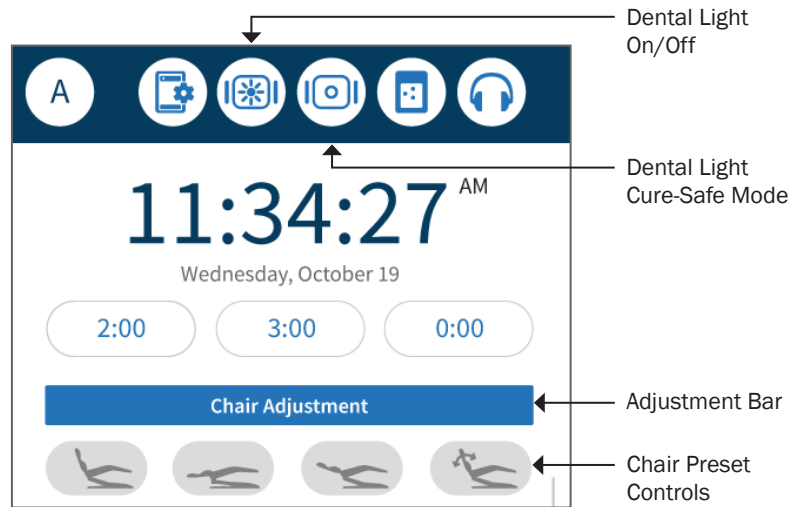 Dental Light
On/Off
A
Dental Light
Cure-Safe Mode
11:34:27 AM
Wednesday, October 19
2:00 3:00 0:00
Chair Adjustment
Adjustment Bar
Chair Preset
Controls